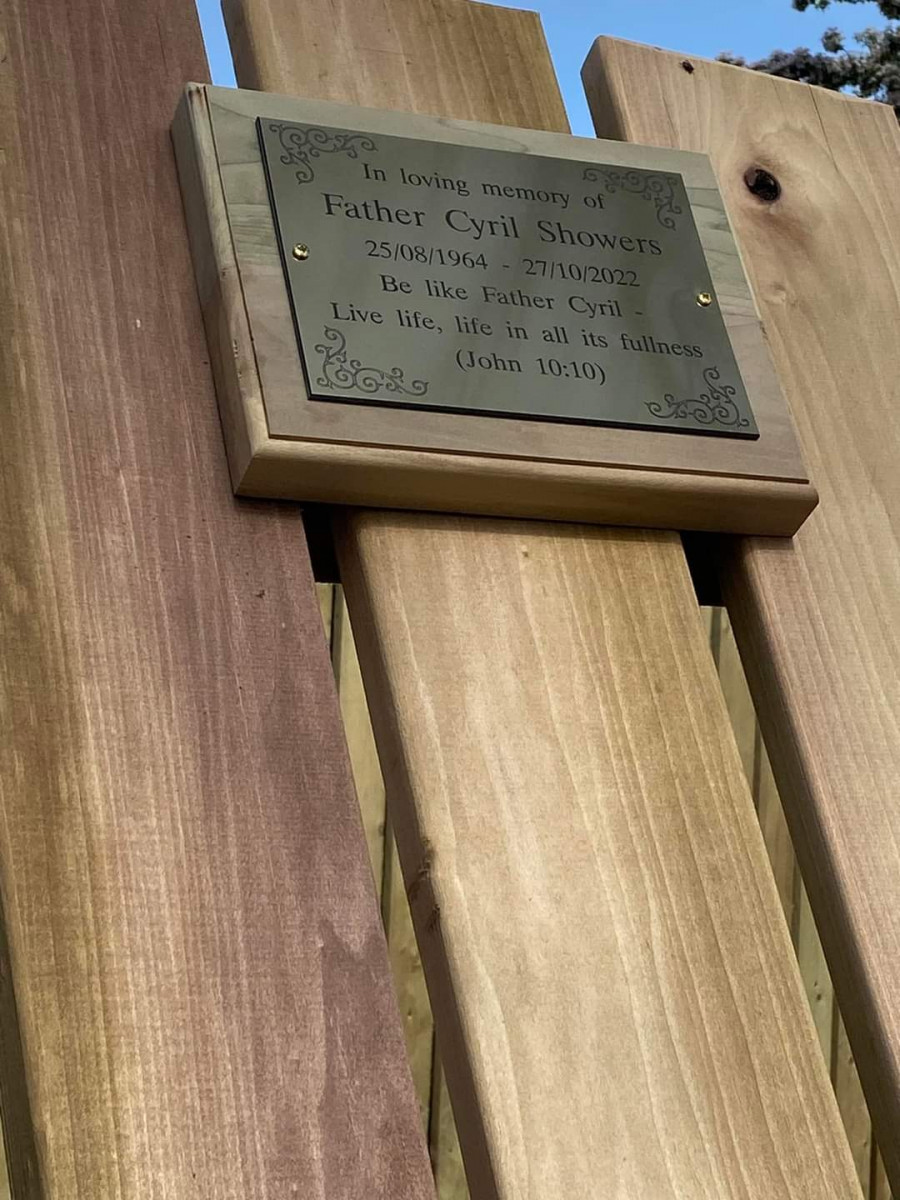 In loving memory of
Father Cyril Showers
25/08/1964 - 27/10/2022
Be like Father Cyril -
Live life, life in all its fullness
(John 10:10)